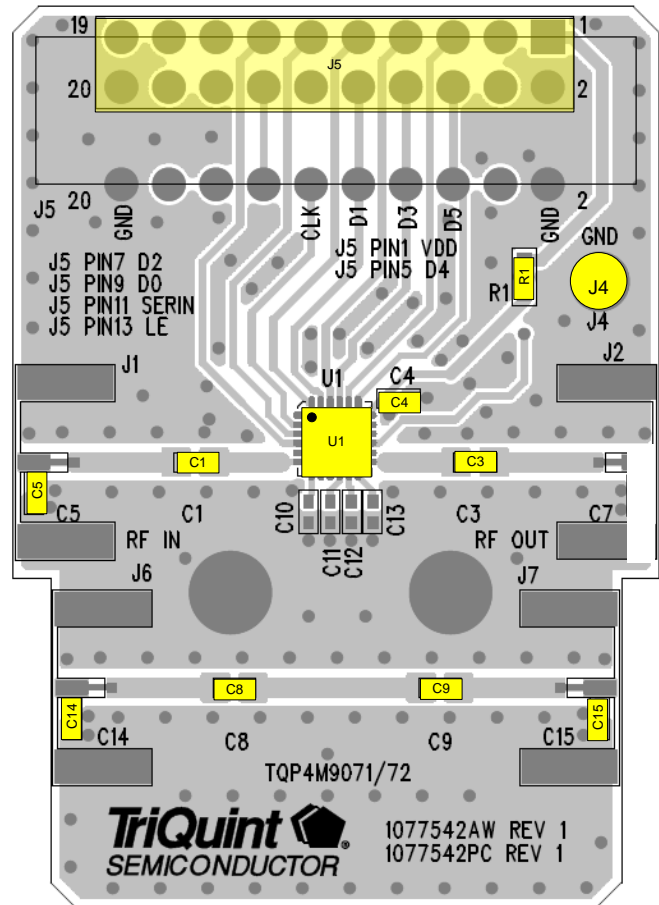 19 1
J5
20 2
20 2
J5 GND CLK D1 D3 D5 GND GND
J5 PIN1 VDD
J5 PIN5 D4
J5 PIN7 D2
J5 PIN9 D0
J5 PIN11 SERIN
J5 PIN13 LE
R1 R1 J4
J4
J1 U1 C4 J2
C4
U1
C1 C3
C5
C5 C1 C10 C11 C12 C13 C3 C7
RF IN RF OUT
J6 J7
C8 C9
C14 C15
C14 C8 C9 C15
TQP4M9071/72
TriQuint
SEMICONDUCTOR
1077542AW REV 1
1077542PC REV 1